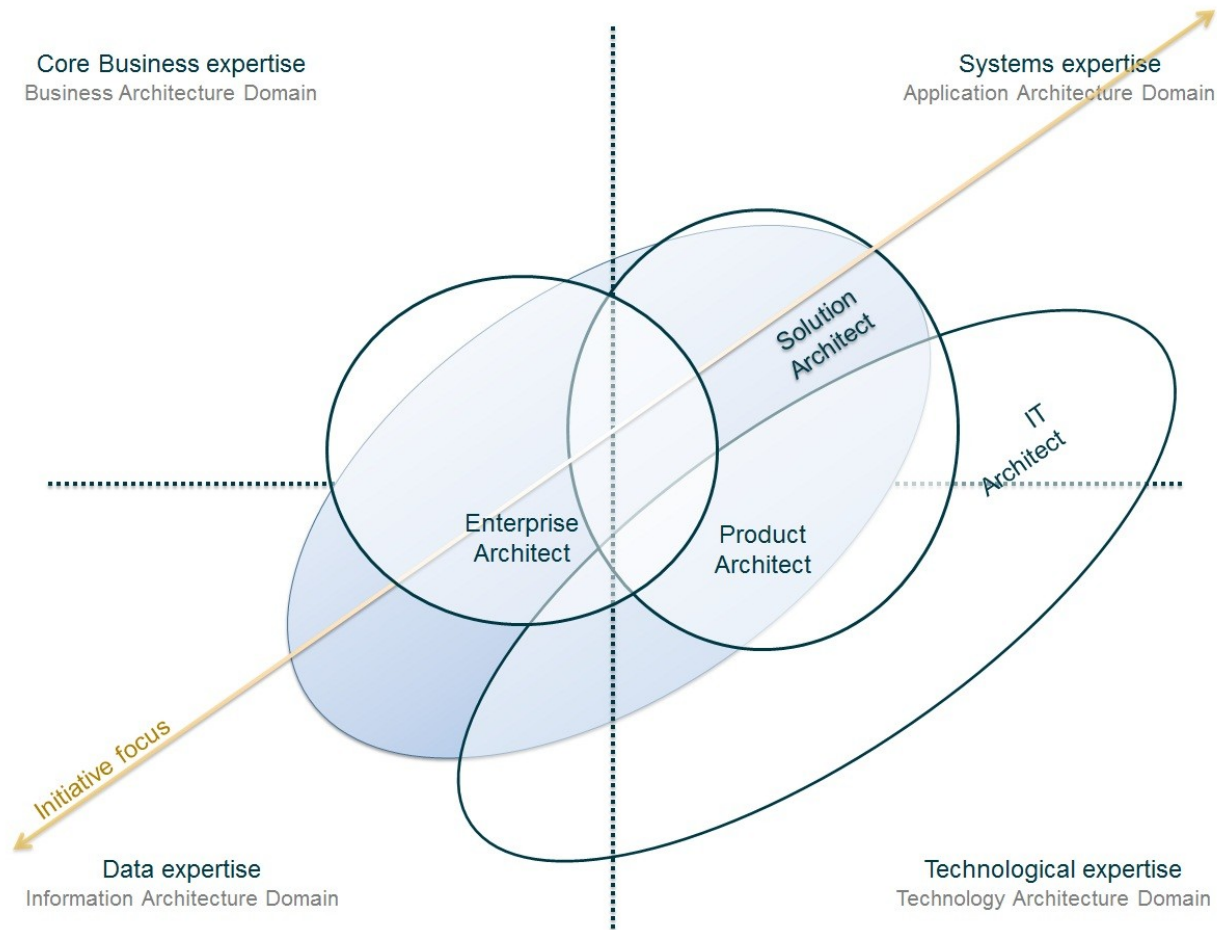 Core Business expertise
Business Architecture Domain
Systems expertise
Application Architecture Domain
Solution
Architect
IT
Architect
Enterprise
Architect
Product
Architect
Initiative focus
Data expertise
Information Architecture Domain
Technological expertise
Technology Architecture Domain